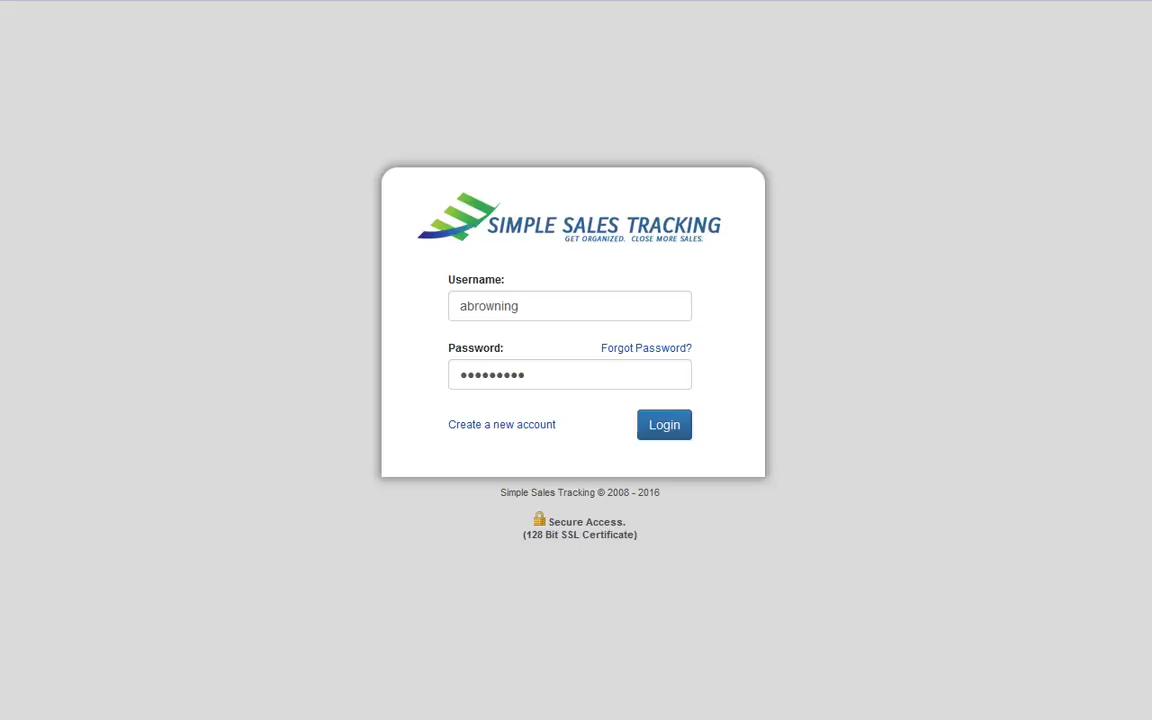 SIMPLE SALES TRACKING
GET ORGANIZED. CLOSE MORE SALES.
Username:
abrowning
Password: Forgot Password?
•••••••••
Create a new account Login
Simple Sales Tracking © 2008 - 2016
Secure Access.
(128 Bit SSL Certificate)